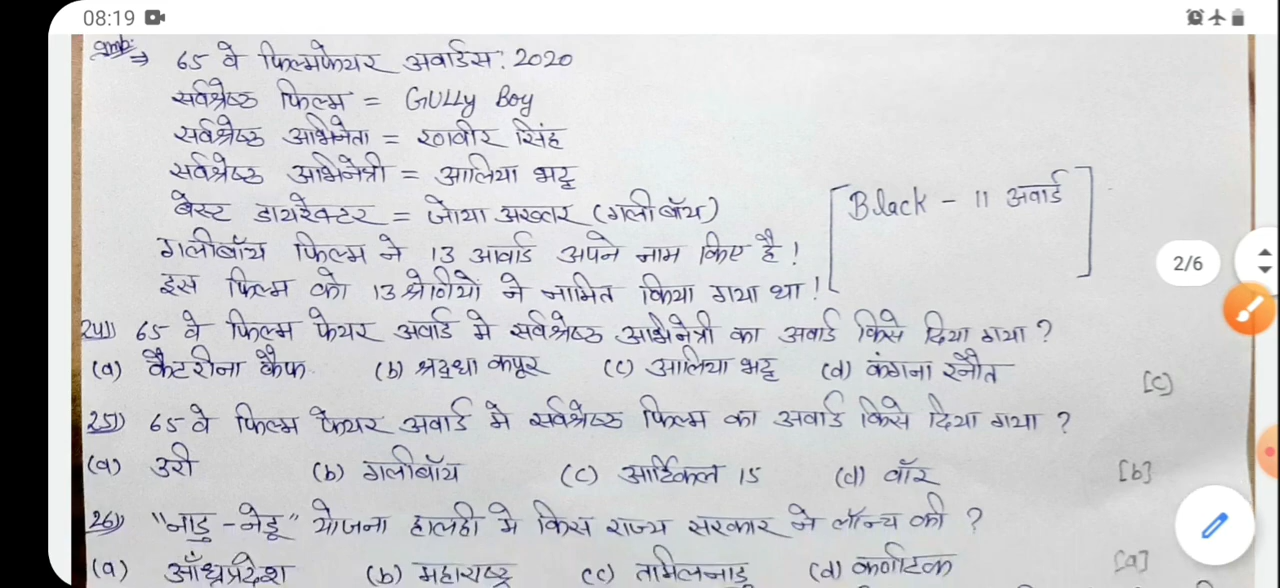 08:19
Imp: ⇒ 65 वे फिल्मफेयर अवार्डस: 2020
सर्वश्रेष्ठ फिल्म = Gully Boy
सर्वश्रेष्ठ अभिनेता = रणवीर सिंह
सर्वश्रेष्ठ अभिनेत्री = आलिया भट्ट
बेस्ट डायरेक्टर = जोया अख्तर (गलीबॉय)
[Black - 11 अवार्ड]
गलीबॉय फिल्म ने 13 आवार्ड अपने नाम किए है!
इस फिल्म को 13 श्रेणियों ने नामित किया गया था!
2/6
24) 65 वे फिल्म फेयर अवार्ड मे सर्वश्रेष्ठ अभिनेत्री का अवार्ड किसे दिया गया ?
(a) कैटरीना कैफ (b) श्रद्धा कपूर (c) आलिया भट्ट (d) कंगना रनौत [c]
25) 65 वे फिल्म फेयर अवार्ड मे सर्वश्रेष्ठ फिल्म का अवार्ड किसे दिया गया ?
(a) उरी (b) गलीबॉय (c) आर्टिकल 15 (d) वॉर [b]
26) "नाडु - नेडू" योजना हालही मे किस राज्य सरकार ने लॉन्च की ?
(a) आँध्रप्रदेश (b) महाराष्ट्र (c) तमिलनाडू (d) कर्णाटक [a]